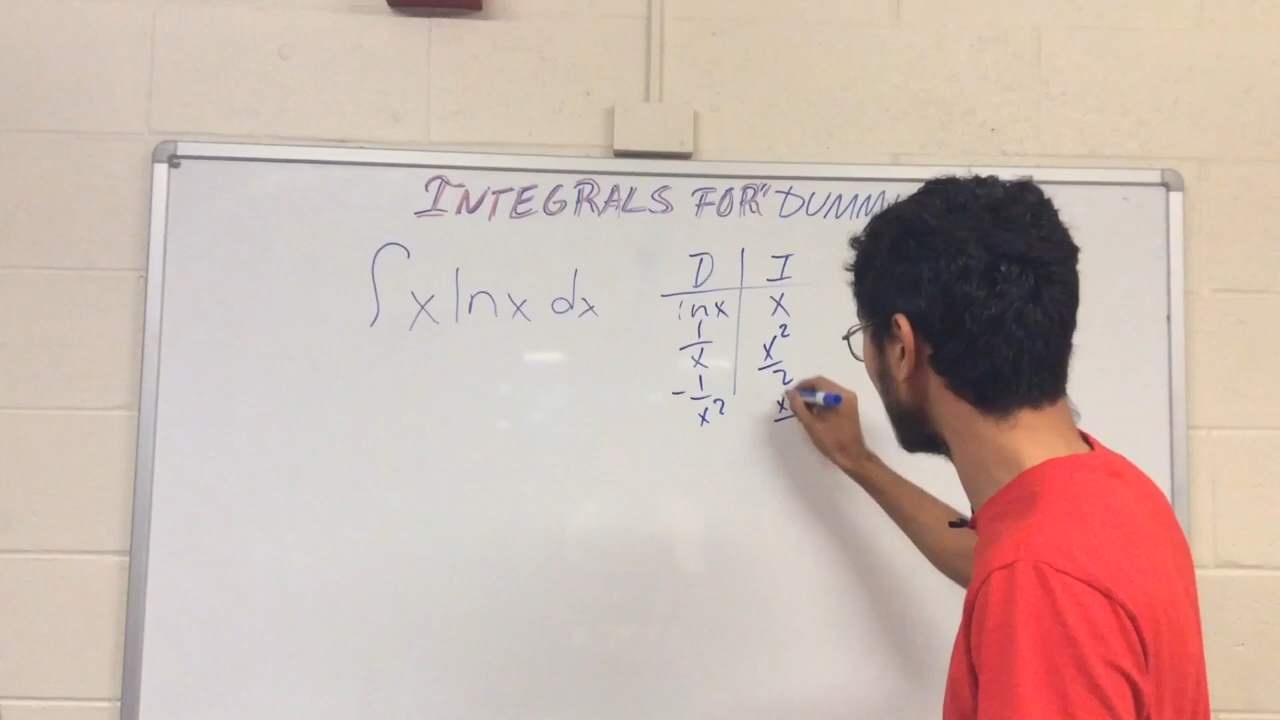 INTEGRALS FOR "DUMM
∫ x ln x dx
D | I
ln x | x
1/x | x²/2
-1/x² | x